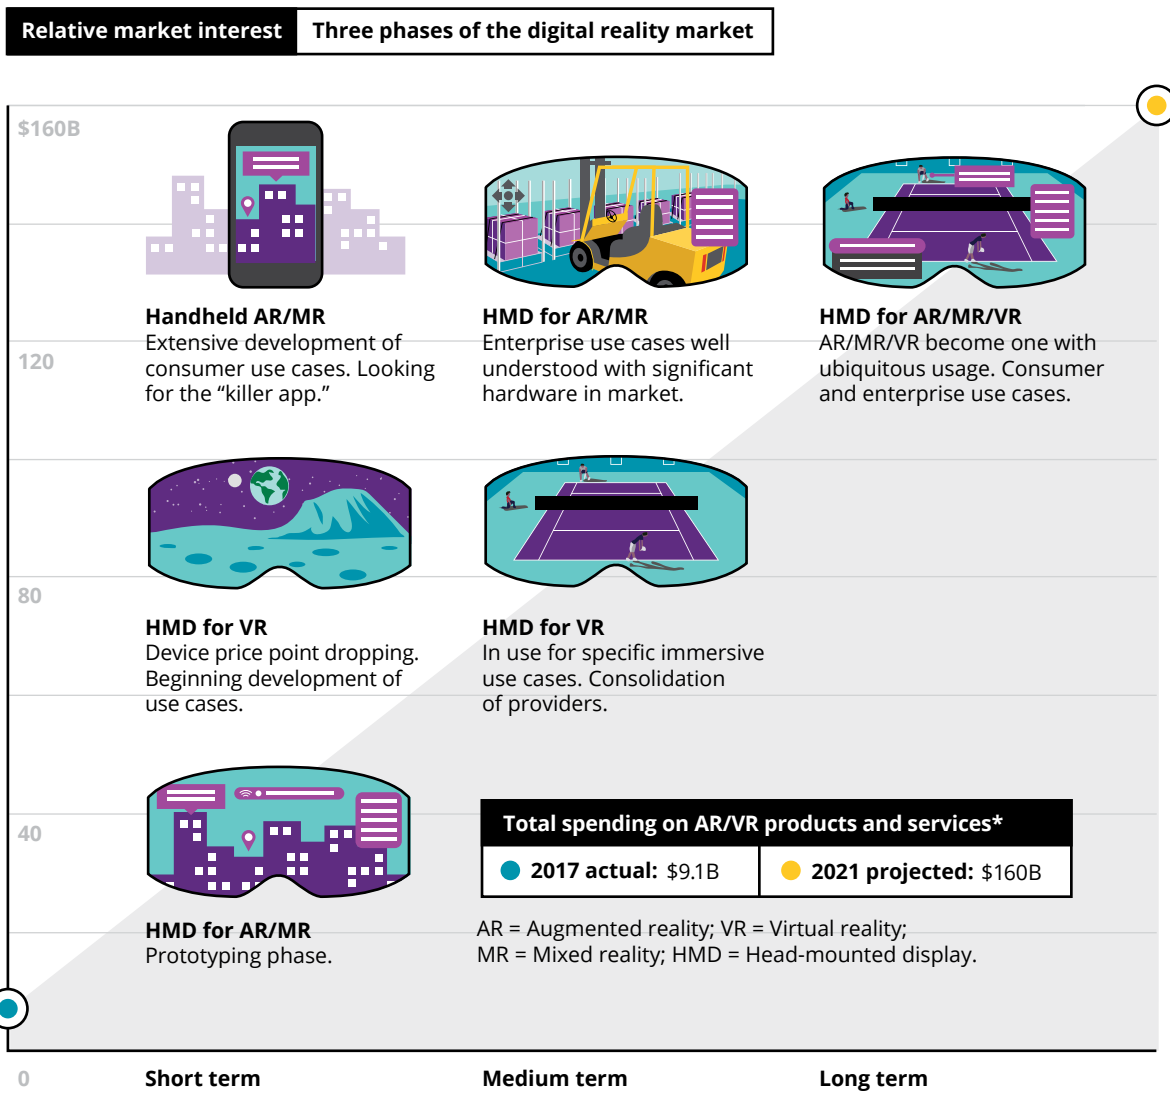 Relative market interest
Three phases of the digital reality market
$160B
Handheld AR/MR
Extensive development of
consumer use cases. Looking
for the “killer app.”
HMD for AR/MR
Enterprise use cases well
understood with significant
hardware in market.
HMD for AR/MR/VR
AR/MR/VR become one with
ubiquitous usage. Consumer
and enterprise use cases.
120
HMD for VR
Device price point dropping.
Beginning development of
use cases.
HMD for VR
In use for specific immersive
use cases. Consolidation
of providers.
80
HMD for AR/MR
Prototyping phase.
40
Total spending on AR/VR products and services*
2017 actual: $9.1B
2021 projected: $160B
AR = Augmented reality; VR = Virtual reality;
MR = Mixed reality; HMD = Head-mounted display.
0
Short term
Medium term
Long term